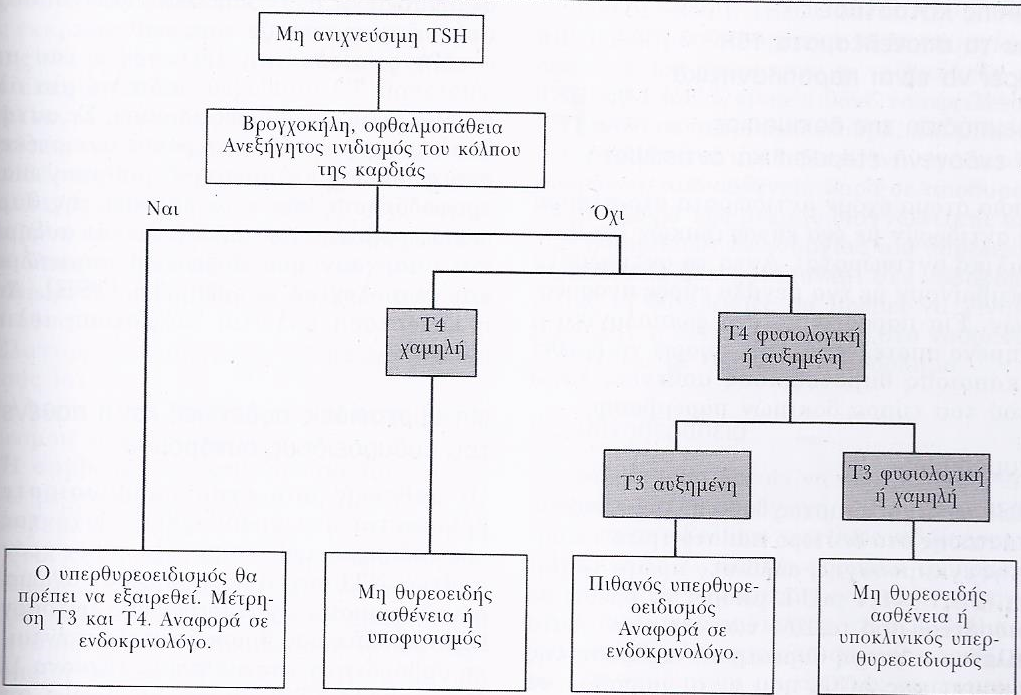 Μη ανιχνεύσιμη TSH
Βρογχοκήλη, οφθαλμοπάθεια
Ανεξήγητος ινιδισμός του κόλπου
της καρδιάς
Ναι
Όχι
T4
χαμηλή
T4 φυσιολογική
ή αυξημένη
T3 αυξημένη
T3 φυσιολογική
ή χαμηλή
Ο υπερθυρεοειδισμός θα
πρέπει να εξαιρεθεί. Μέτρη-
ση T3 και T4. Αναφορά σε
ενδοκρινολόγο.
Μη θυρεοειδής
ασθένεια ή
υποφυσισμός
Πιθανός υπερθυρε-
οειδισμός
Αναφορά σε
ενδοκρινολόγο.
Μη θυρεοειδής
ασθένεια ή
υποκλινικός υπερ-
θυρεοειδισμός